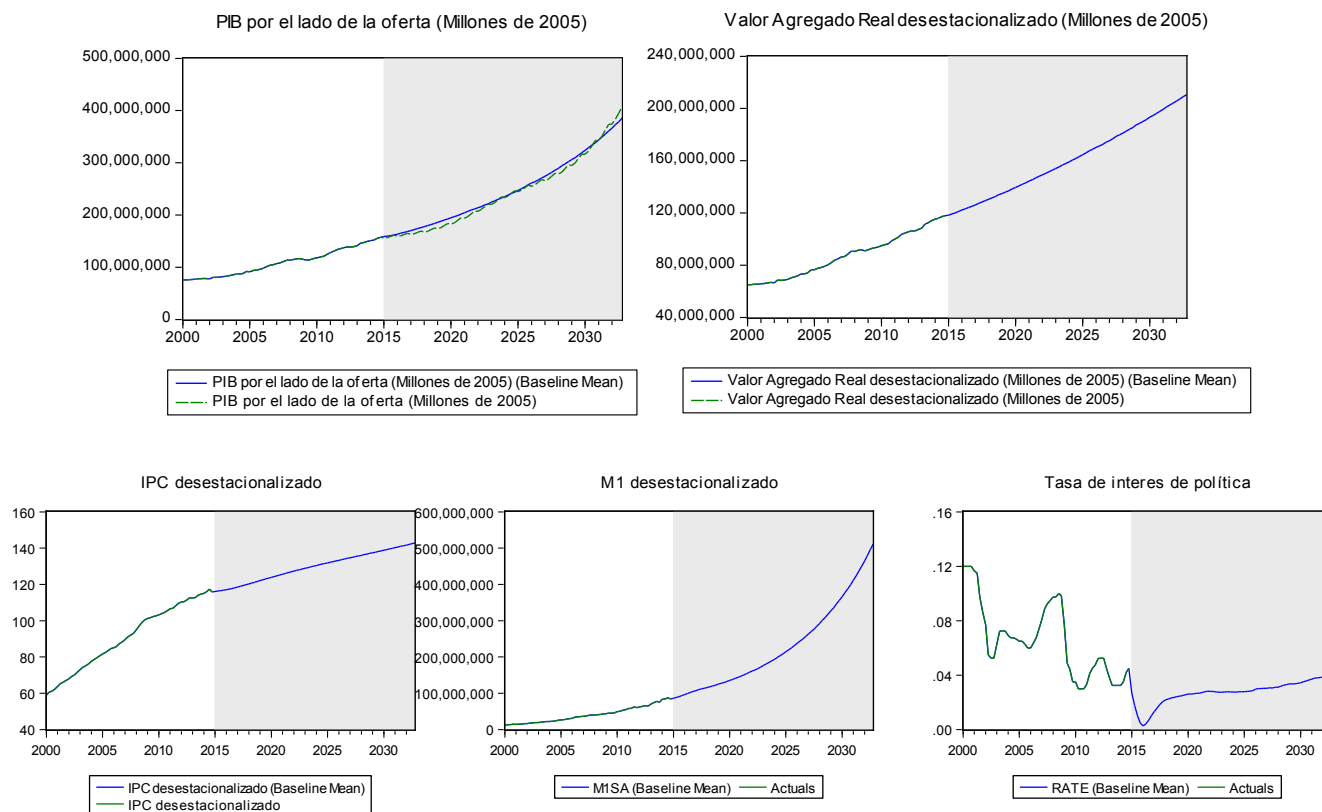 PIB por el lado de la oferta (Millones de 2005)
500,000,000
400,000,000
300,000,000
200,000,000
100,000,000
0
2000 2005 2010 2015 2020 2025 2030
PIB por el lado de la oferta (Millones de 2005) (Baseline Mean)
PIB por el lado de la oferta (Millones de 2005)
Valor Agregado Real desestacionalizado (Millones de 2005)
240,000,000
200,000,000
160,000,000
120,000,000
80,000,000
40,000,000
2000 2005 2010 2015 2020 2025 2030
Valor Agregado Real desestacionalizado (Millones de 2005) (Baseline Mean)
Valor Agregado Real desestacionalizado (Millones de 2005)
IPC desestacionalizado
160
140
120
100
80
60
40
2000 2005 2010 2015 2020 2025 2030
IPC desestacionalizado (Baseline Mean)
IPC desestacionalizado
M1 desestacionalizado
600,000,000
500,000,000
400,000,000
300,000,000
200,000,000
100,000,000
0
2000 2005 2010 2015 2020 2025 2030
M1SA (Baseline Mean) Actuals
Tasa de interes de política
.16
.12
.08
.04
.00
2000 2005 2010 2015 2020 2025 2030
RATE (Baseline Mean) Actuals